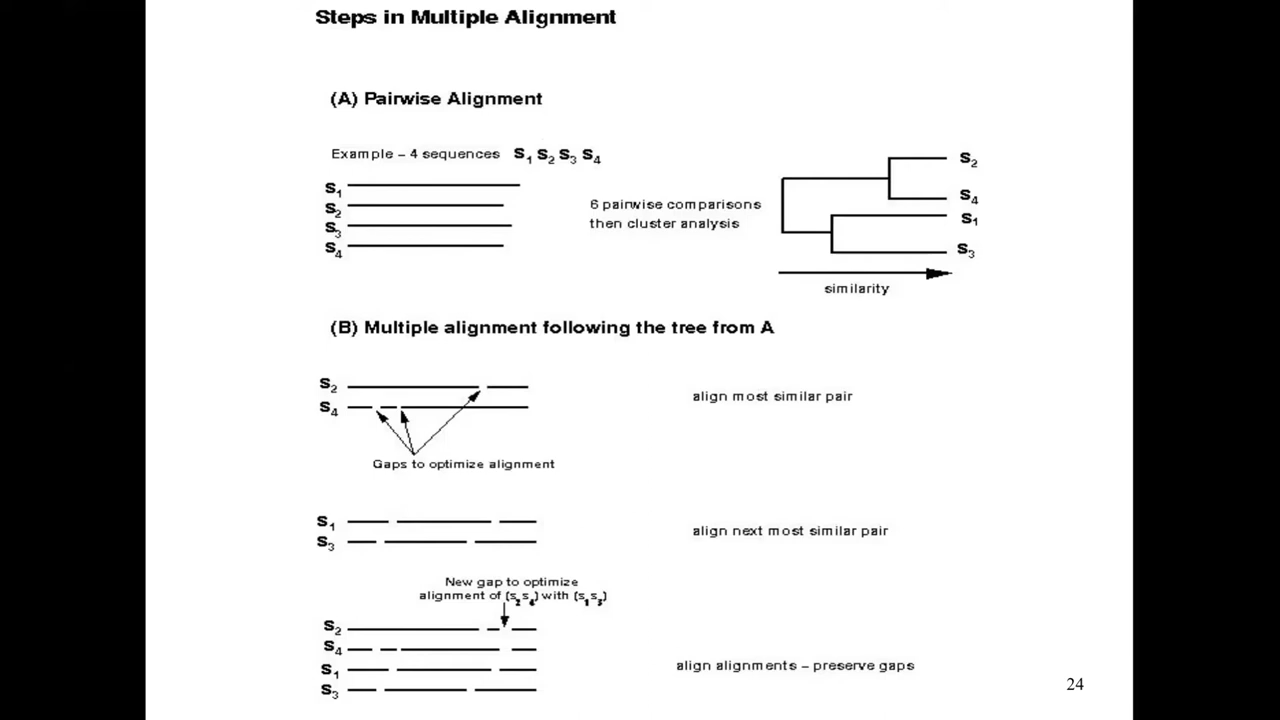 Steps in Multiple Alignment
(A) Pairwise Alignment
Example – 4 sequences S1 S2 S3 S4
S1
S2
S3
S4
6 pairwise comparisons
then cluster analysis
S2
S4
S1
S3
similarity
(B) Multiple alignment following the tree from A
S2
S4
align most similar pair
Gaps to optimize alignment
S1
S3
align next most similar pair
New gap to optimize
alignment of (s2s4) with (s1s3)
S2
S4
S1
S3
align alignments – preserve gaps
24